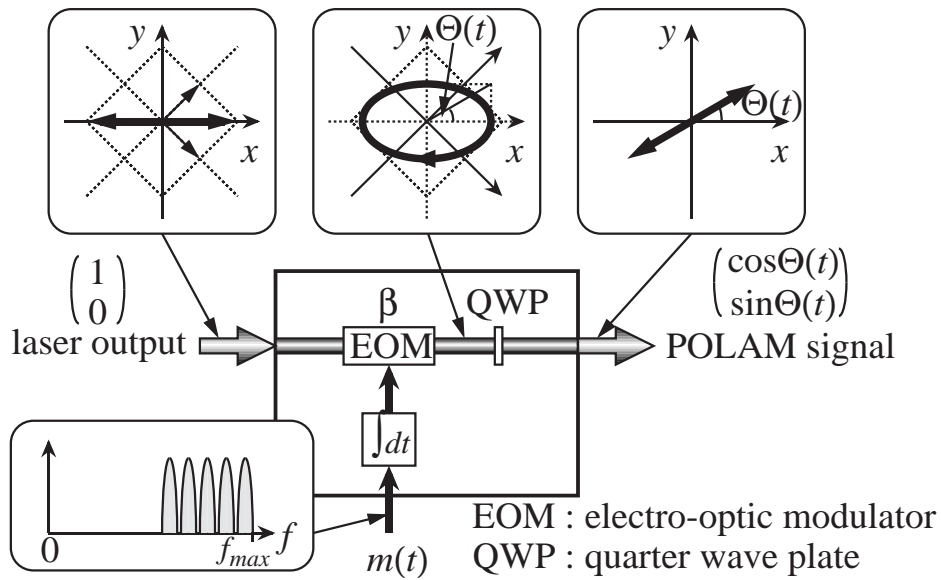 y
x
y
Θ(t)
x
y
Θ(t)
x
(1
0)
laser output
β
EOM
QWP
(cosΘ(t)
sinΘ(t))
POLAM signal
∫dt
0
f_max
f
m(t)
EOM : electro-optic modulator
QWP : quarter wave plate